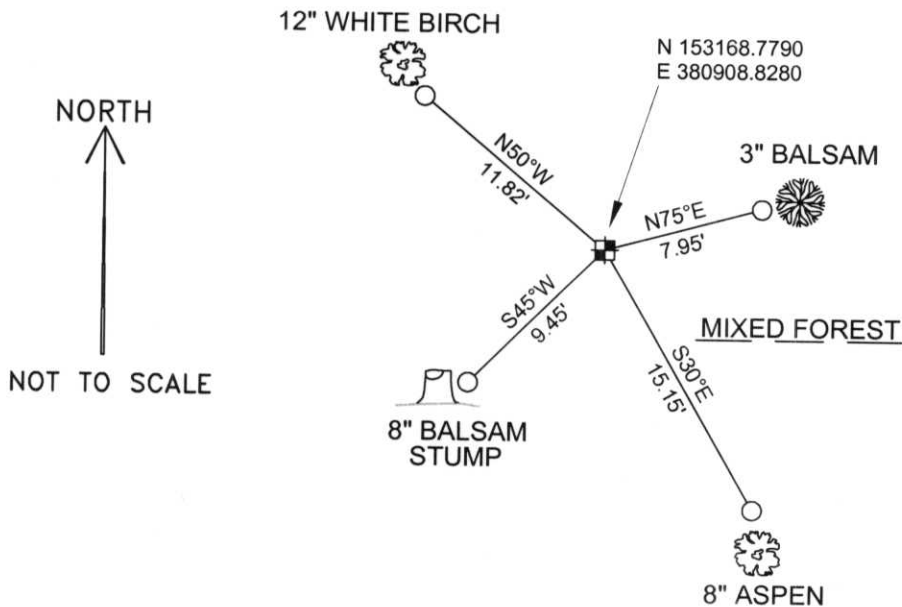 12" WHITE BIRCH
N 153168.7790
E 380908.8280
NORTH
3" BALSAM
N50°W
11.82'
N75°E
7.95'
S45°W
9.45'
MIXED FOREST
S30°E
15.15'
NOT TO SCALE
8" BALSAM
STUMP
8" ASPEN